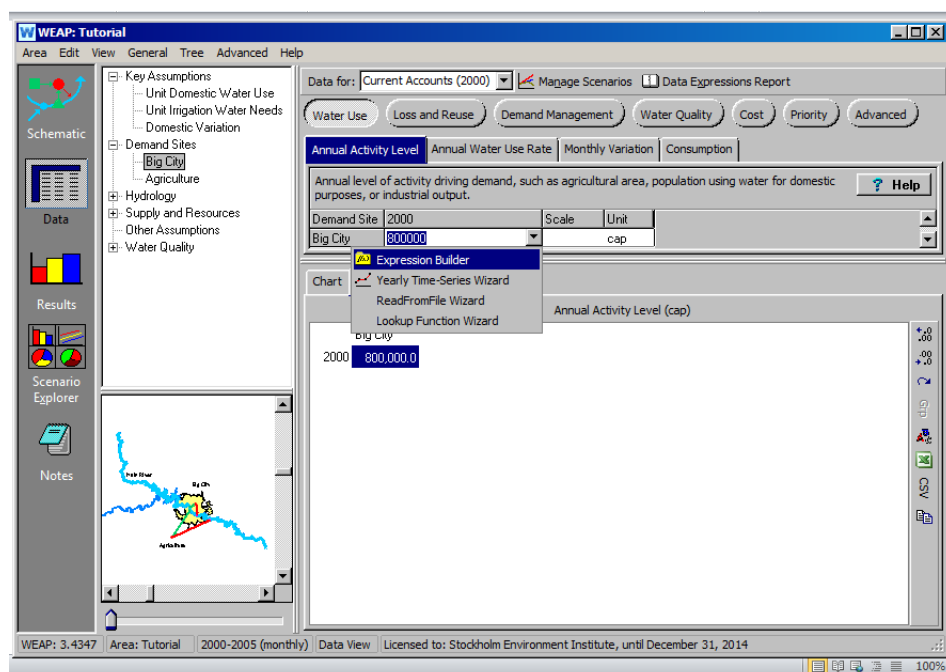 WEAP: Tutorial
Area Edit View General Tree Advanced Help
Schematic
Data
Results
Scenario
Explorer
Notes
Key Assumptions
Unit Domestic Water Use
Unit Irrigation Water Needs
Domestic Variation
Demand Sites
Big City
Agriculture
Hydrology
Supply and Resources
Other Assumptions
Water Quality
Main River
Big City
Agriculture
Data for: Current Accounts (2000) Manage Scenarios Data Expressions Report
Water Use Loss and Reuse Demand Management Water Quality Cost Priority Advanced
Annual Activity Level Annual Water Use Rate Monthly Variation Consumption
Annual level of activity driving demand, such as agricultural area, population using water for domestic
purposes, or industrial output.
? Help
Demand Site 2000 Scale Unit
Big City 800000 cap
Expression Builder
Yearly Time-Series Wizard
ReadFromFile Wizard
Lookup Function Wizard
Chart
Annual Activity Level (cap)
Big City
2000 800,000.0
CSV
WEAP: 3.4347 Area: Tutorial 2000-2005 (monthly) Data View Licensed to: Stockholm Environment Institute, until December 31, 2014
100%